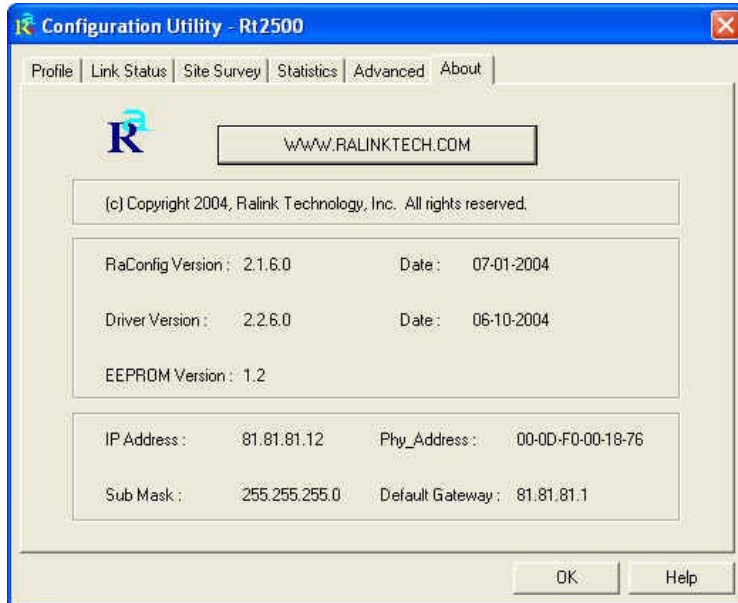 Configuration Utility - Rt2500
Profile Link Status Site Survey Statistics Advanced About
Ra
WWW.RALINKTECH.COM
(c) Copyright 2004, Ralink Technology, Inc. All rights reserved.
RaConfig Version : 2.1.6.0 Date : 07-01-2004
Driver Version : 2.2.6.0 Date : 06-10-2004
EEPROM Version : 1.2
IP Address : 81.81.81.12 Phy_Address : 00-0D-F0-00-18-76
Sub Mask : 255.255.255.0 Default Gateway : 81.81.81.1
OK Help